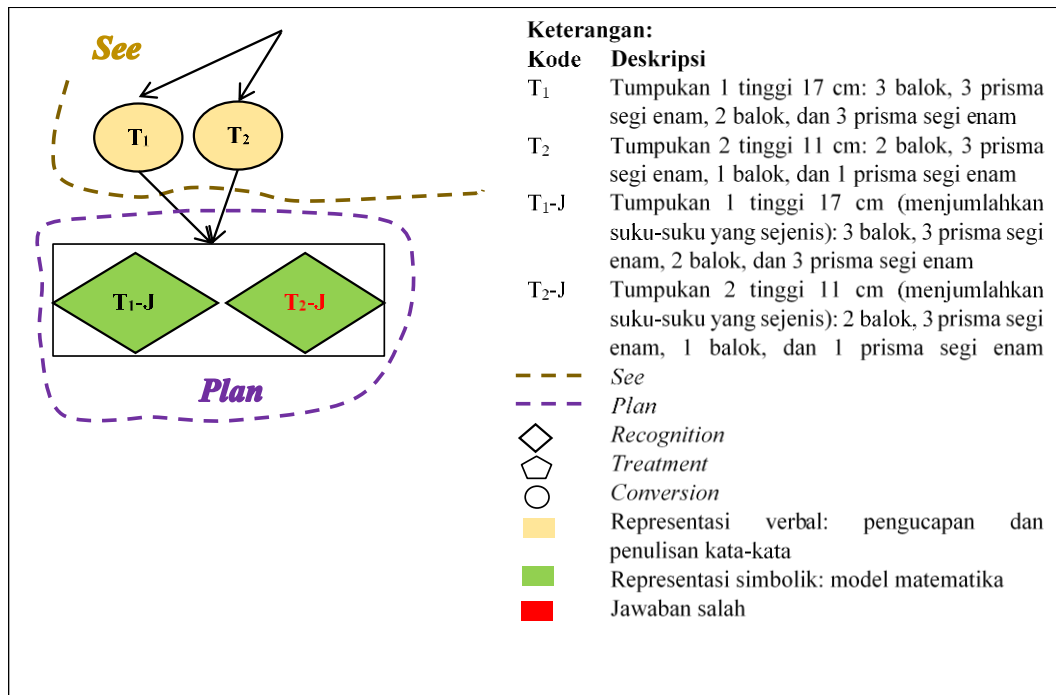 See
T1
T2
T1-J
T2-J
Plan
Keterangan:
Kode Deskripsi
T1 Tumpukan 1 tinggi 17 cm: 3 balok, 3 prisma
segi enam, 2 balok, dan 3 prisma segi enam
T2 Tumpukan 2 tinggi 11 cm: 2 balok, 3 prisma
segi enam, 1 balok, dan 1 prisma segi enam
T1-J Tumpukan 1 tinggi 17 cm (menjumlahkan
suku-suku yang sejenis): 3 balok, 3 prisma segi
enam, 2 balok, dan 3 prisma segi enam
T2-J Tumpukan 2 tinggi 11 cm (menjumlahkan
suku-suku yang sejenis): 2 balok, 3 prisma segi
enam, 1 balok, dan 1 prisma segi enam
See
Plan
Recognition
Treatment
Conversion
Representasi verbal: pengucapan dan
penulisan kata-kata
Representasi simbolik: model matematika
Jawaban salah